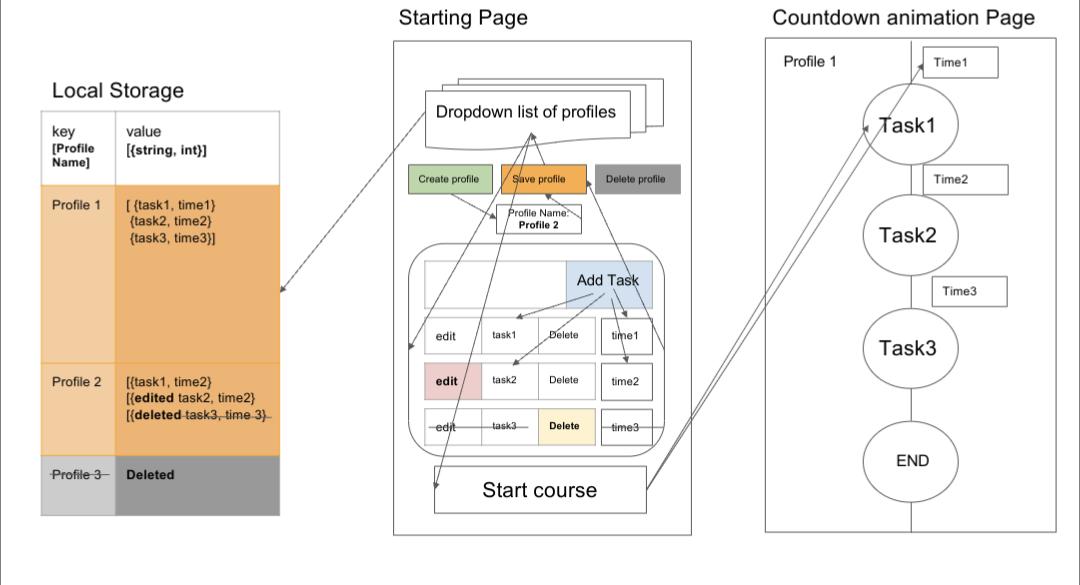 Starting Page
Countdown animation Page
Local Storage
key
[Profile
Name]
value
[{string, int}]
Profile 1
[ {task1, time1}
{task2, time2}
{task3, time3}]
Profile 2
[{task1, time2}
[{edited task2, time2}
[{deleted task3, time 3}
Profile 3
Deleted
Dropdown list of profiles
Create profile
Save profile
Delete profile
Profile Name:
Profile 2
Add Task
edit
task1
Delete
time1
edit
task2
Delete
time2
edit
task3
Delete
time3
Start course
Profile 1
Time1
Task1
Time2
Task2
Time3
Task3
END